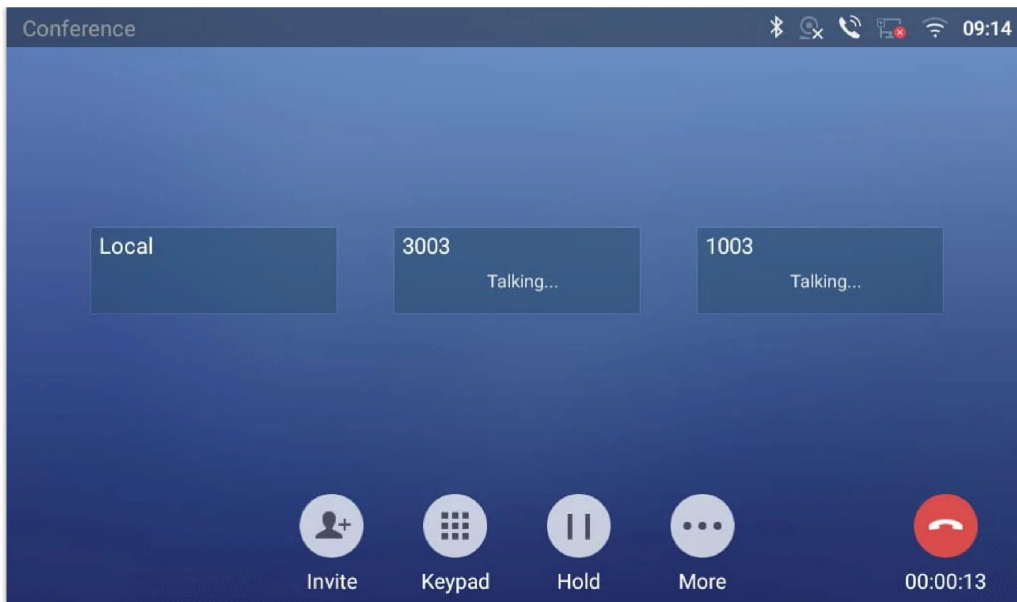 Conference
09:14
Local
3003
1003
Talking...
Talking...
Invite
Keypad
Hold
More
00:00:13